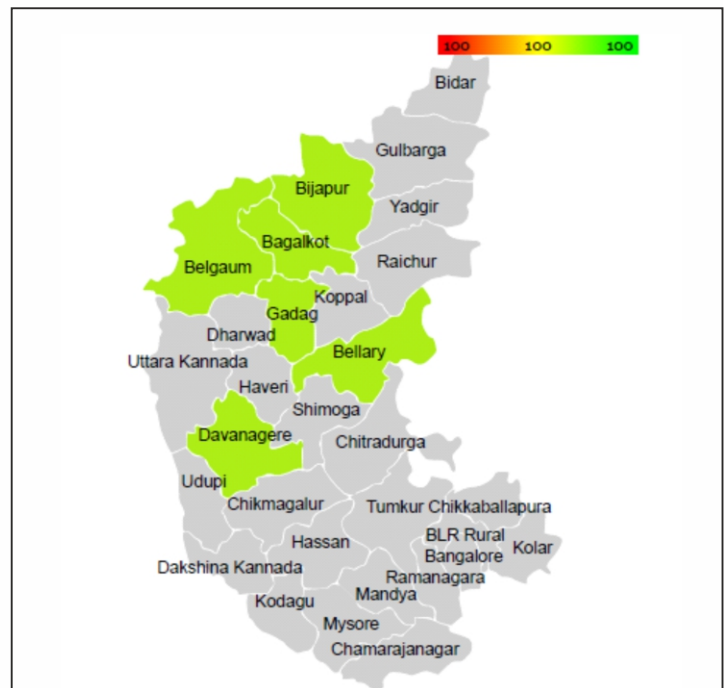 100 100 100
Bidar
Gulbarga
Bijapur
Yadgir
Bagalkot
Raichur
Belgaum
Koppal
Gadag
Dharwad
Bellary
Uttara Kannada
Haveri
Shimoga
Davanagere
Chitradurga
Udupi
Chikmagalur
Tumkur Chikkaballapura
BLR Rural
Hassan
Kolar
Bangalore
Dakshina Kannada
Ramanagara
Mandya
Kodagu
Mysore
Chamarajanagar